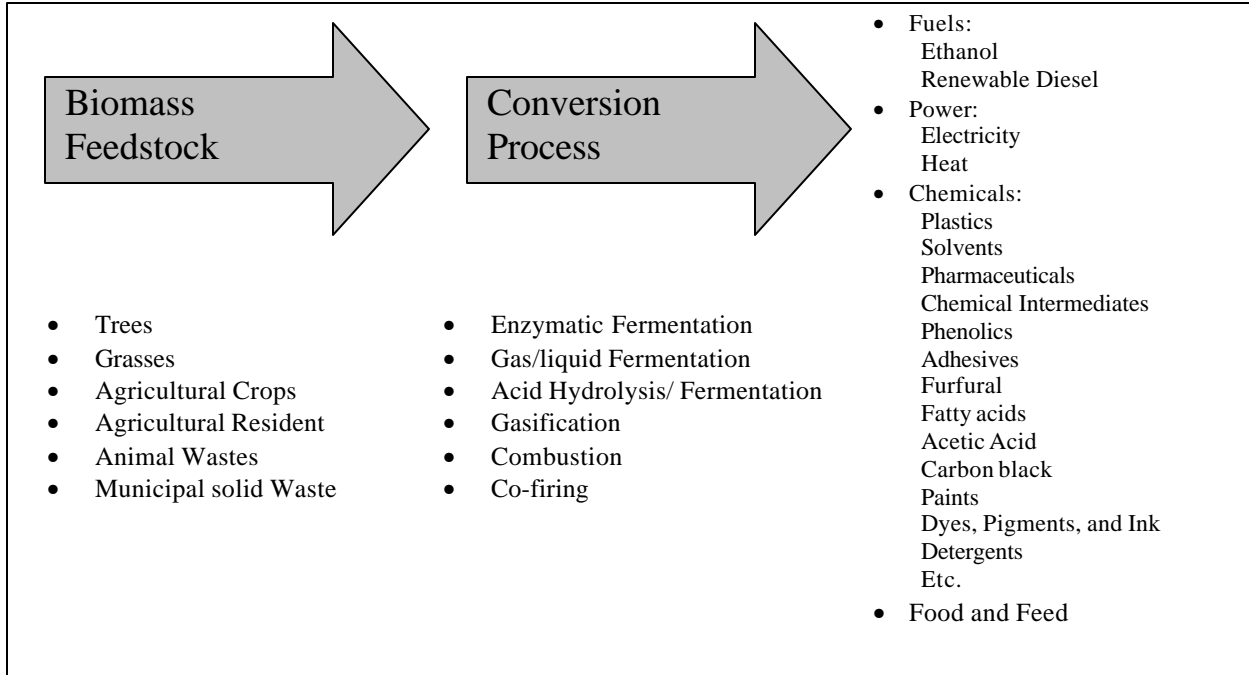 Biomass
Feedstock
• Trees
• Grasses
• Agricultural Crops
• Agricultural Resident
• Animal Wastes
• Municipal solid Waste
Conversion
Process
• Enzymatic Fermentation
• Gas/liquid Fermentation
• Acid Hydrolysis/ Fermentation
• Gasification
• Combustion
• Co-firing
• Fuels:
Ethanol
Renewable Diesel
• Power:
Electricity
Heat
• Chemicals:
Plastics
Solvents
Pharmaceuticals
Chemical Intermediates
Phenolics
Adhesives
Furfural
Fatty acids
Acetic Acid
Carbon black
Paints
Dyes, Pigments, and Ink
Detergents
Etc.
• Food and Feed